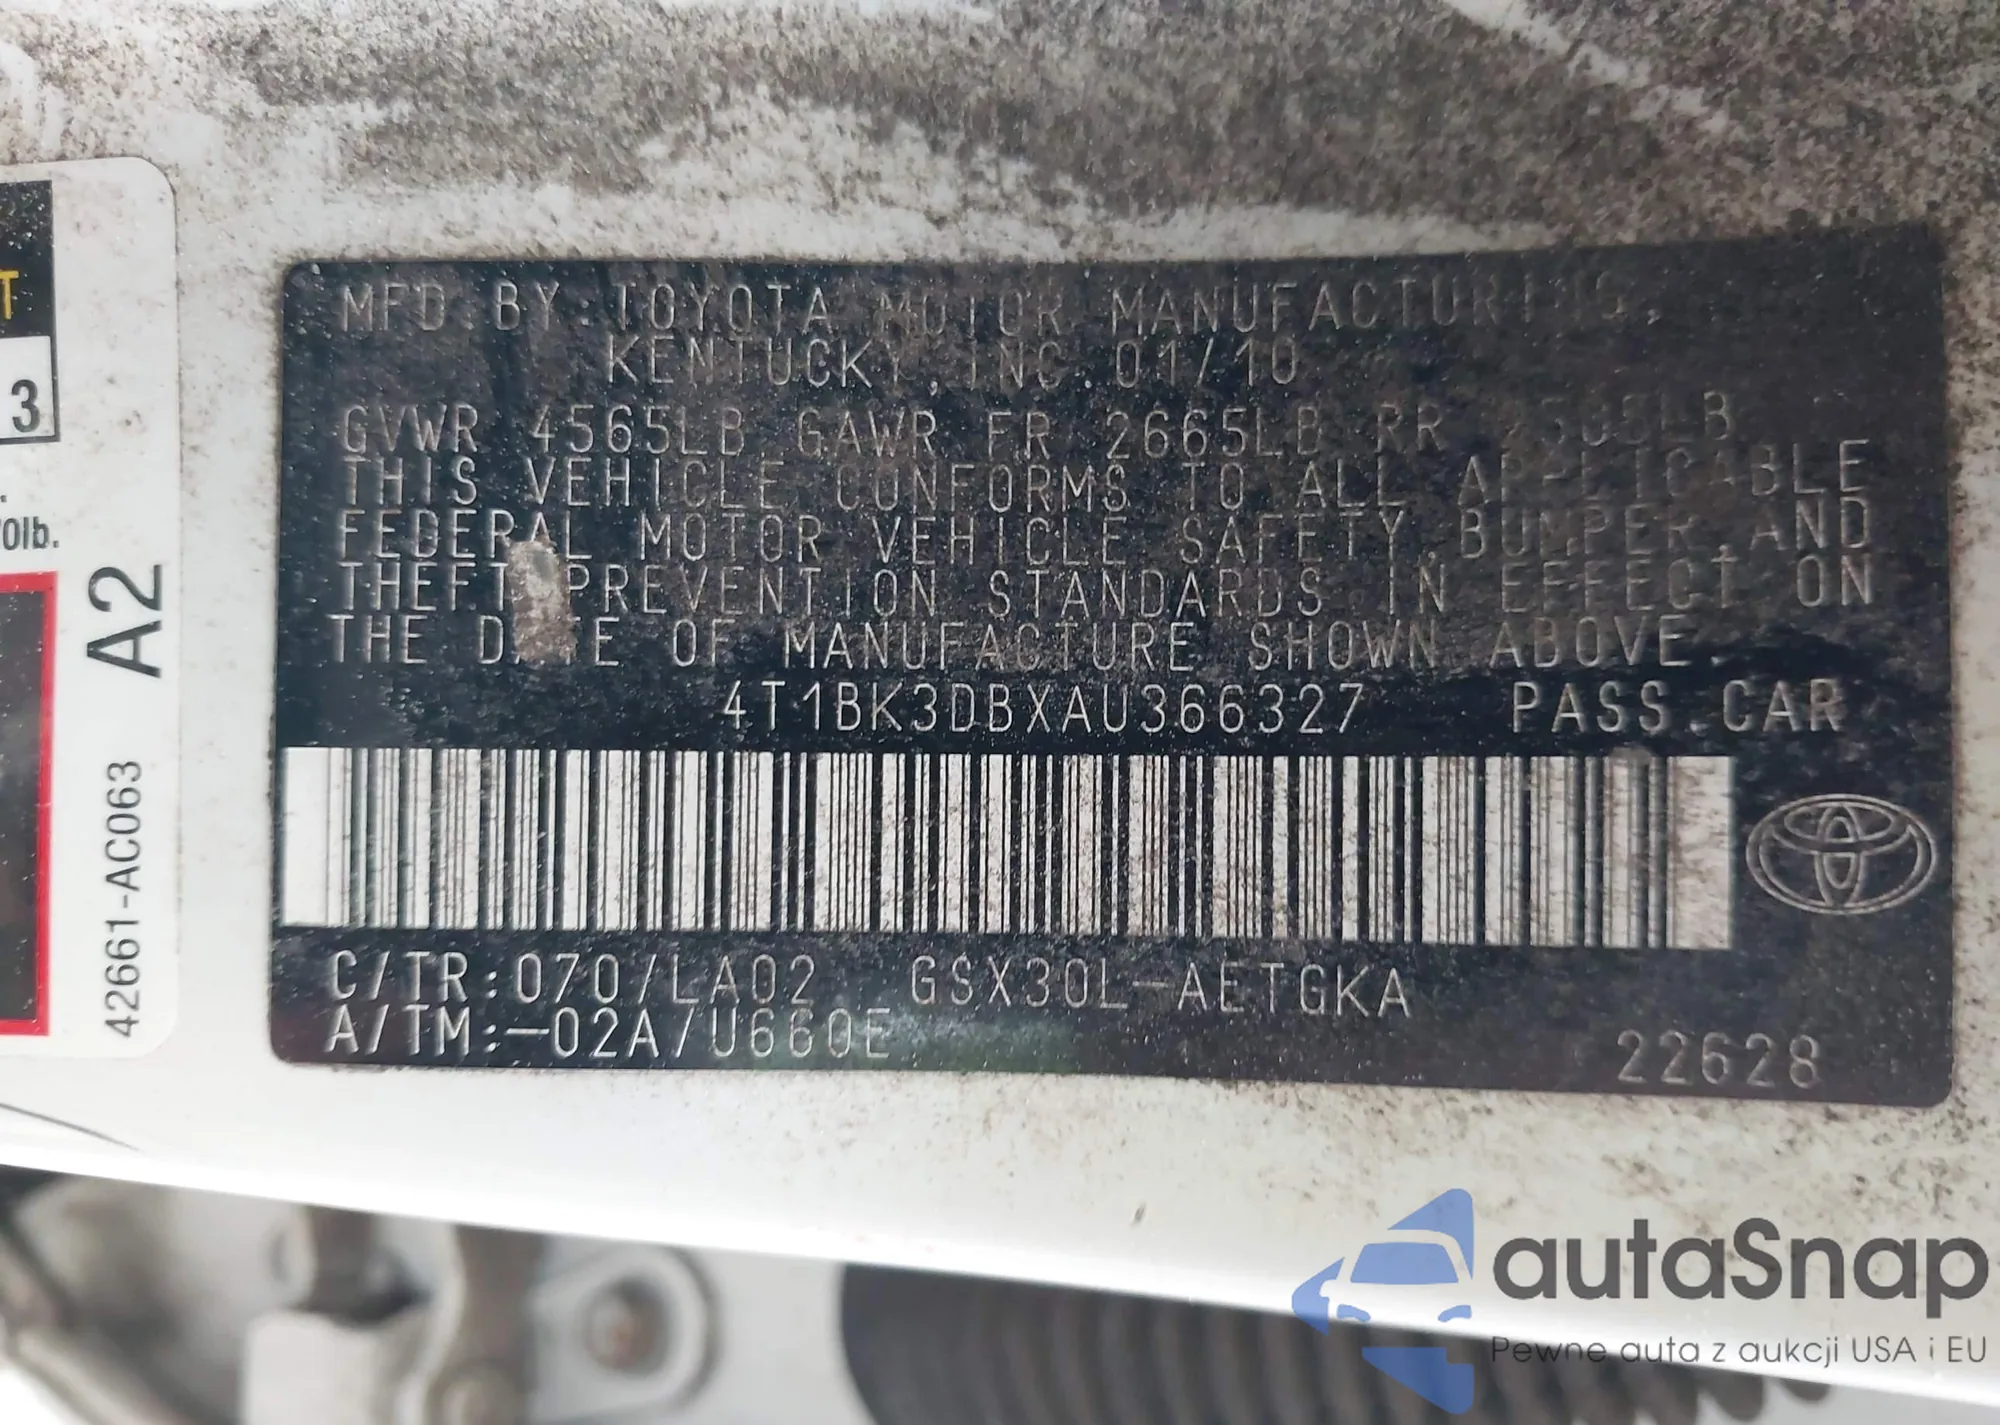 T
3
0lb.
A2
42661-AC063
MFD. BY: TOYOTA MOTOR MANUFACTURING,
KENTUCKY, INC 01/10
GVWR 4565LB GAWR FR 2665LB RR
THIS VEHICLE CONFORMS TO ALL APPLICABLE
FEDERAL MOTOR VEHICLE SAFETY, BUMPER, AND
THEFT PREVENTION STANDARDS IN EFFECT ON
THE DATE OF MANUFACTURE SHOWN ABOVE.
4T1BK3DBXAU366327 PASS. CAR
C/TR:070/LA02 GSX30L-AETGKA
A/TM:-02A/U660E
22628
autaSnap
Pewne auta z aukcji USA i EU